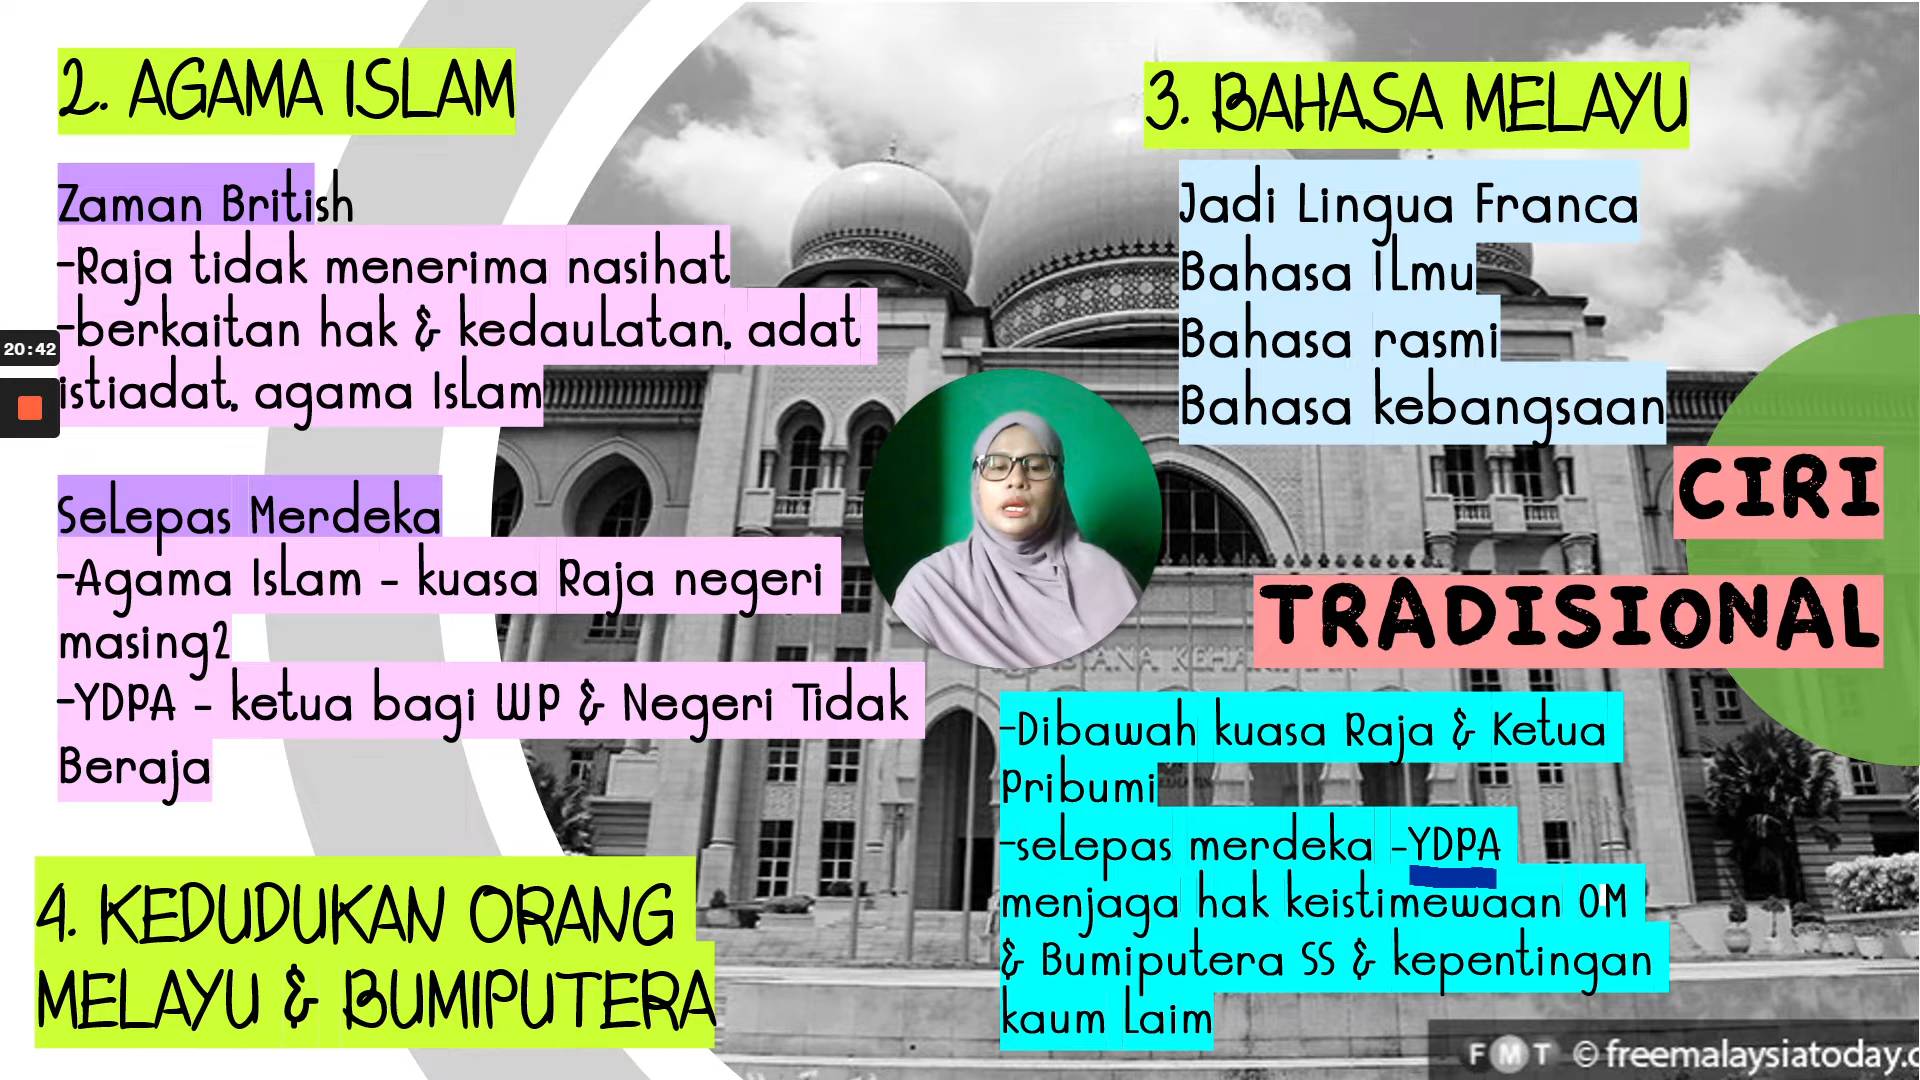 2. AGAMA ISLAM
Zaman British
-Raja tidak menerima nasihat
-berkaitan hak & kedaulatan, adat
istiadat, agama Islam
Selepas Merdeka
-Agama Islam - kuasa Raja negeri
masing2
-YDPA - ketua bagi WP & Negeri Tidak
Beraja
3. BAHASA MELAYU
Jadi Lingua Franca
Bahasa Ilmu
Bahasa rasmi
Bahasa kebangsaan
CIRI
TRADISIONAL
4. KEDUDUKAN ORANG
MELAYU & BUMIPUTERA
-Dibawah kuasa Raja & Ketua
Pribumi
-selepas merdeka -YDPA
menjaga hak keistimewaan OM
& Bumiputera SS & kepentingan
kaum Laim
20:42
FMT © freemalaysiatoday.c